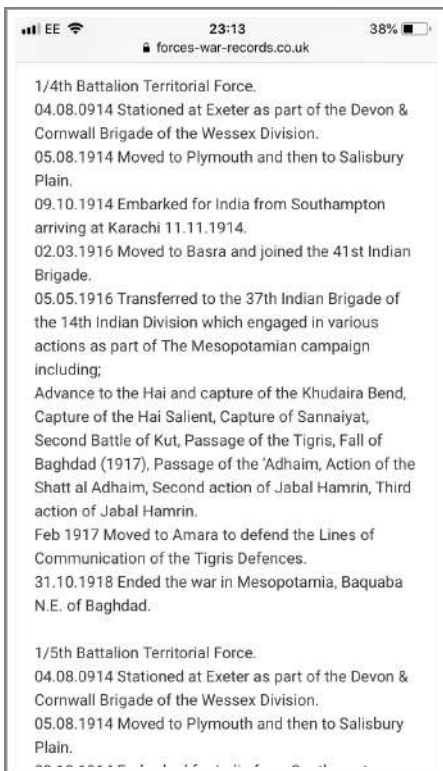 EE 23:13 38%
forces-war-records.co.uk
1/4th Battalion Territorial Force.
04.08.0914 Stationed at Exeter as part of the Devon &
Cornwall Brigade of the Wessex Division.
05.08.1914 Moved to Plymouth and then to Salisbury
Plain.
09.10.1914 Embarked for India from Southampton
arriving at Karachi 11.11.1914.
02.03.1916 Moved to Basra and joined the 41st Indian
Brigade.
05.05.1916 Transferred to the 37th Indian Brigade of
the 14th Indian Division which engaged in various
actions as part of The Mesopotamian campaign
including;
Advance to the Hai and capture of the Khudaira Bend,
Capture of the Hai Salient, Capture of Sannaiyat,
Second Battle of Kut, Passage of the Tigris, Fall of
Baghdad (1917), Passage of the 'Adhaim, Action of the
Shatt al Adhaim, Second action of Jabal Hamrin, Third
action of Jabal Hamrin.
Feb 1917 Moved to Amara to defend the Lines of
Communication of the Tigris Defences.
31.10.1918 Ended the war in Mesopotamia, Baquaba
N.E. of Baghdad.
1/5th Battalion Territorial Force.
04.08.0914 Stationed at Exeter as part of the Devon &
Cornwall Brigade of the Wessex Division.
05.08.1914 Moved to Plymouth and then to Salisbury
Plain.